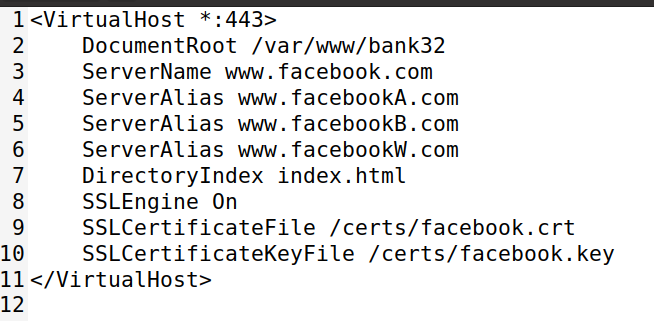 1 <VirtualHost *:443>
2     DocumentRoot /var/www/bank32
3     ServerName www.facebook.com
4     ServerAlias www.facebookA.com
5     ServerAlias www.facebookB.com
6     ServerAlias www.facebookW.com
7     DirectoryIndex index.html
8     SSLEngine On
9     SSLCertificateFile /certs/facebook.crt
10     SSLCertificateKeyFile /certs/facebook.key
11 </VirtualHost>
12